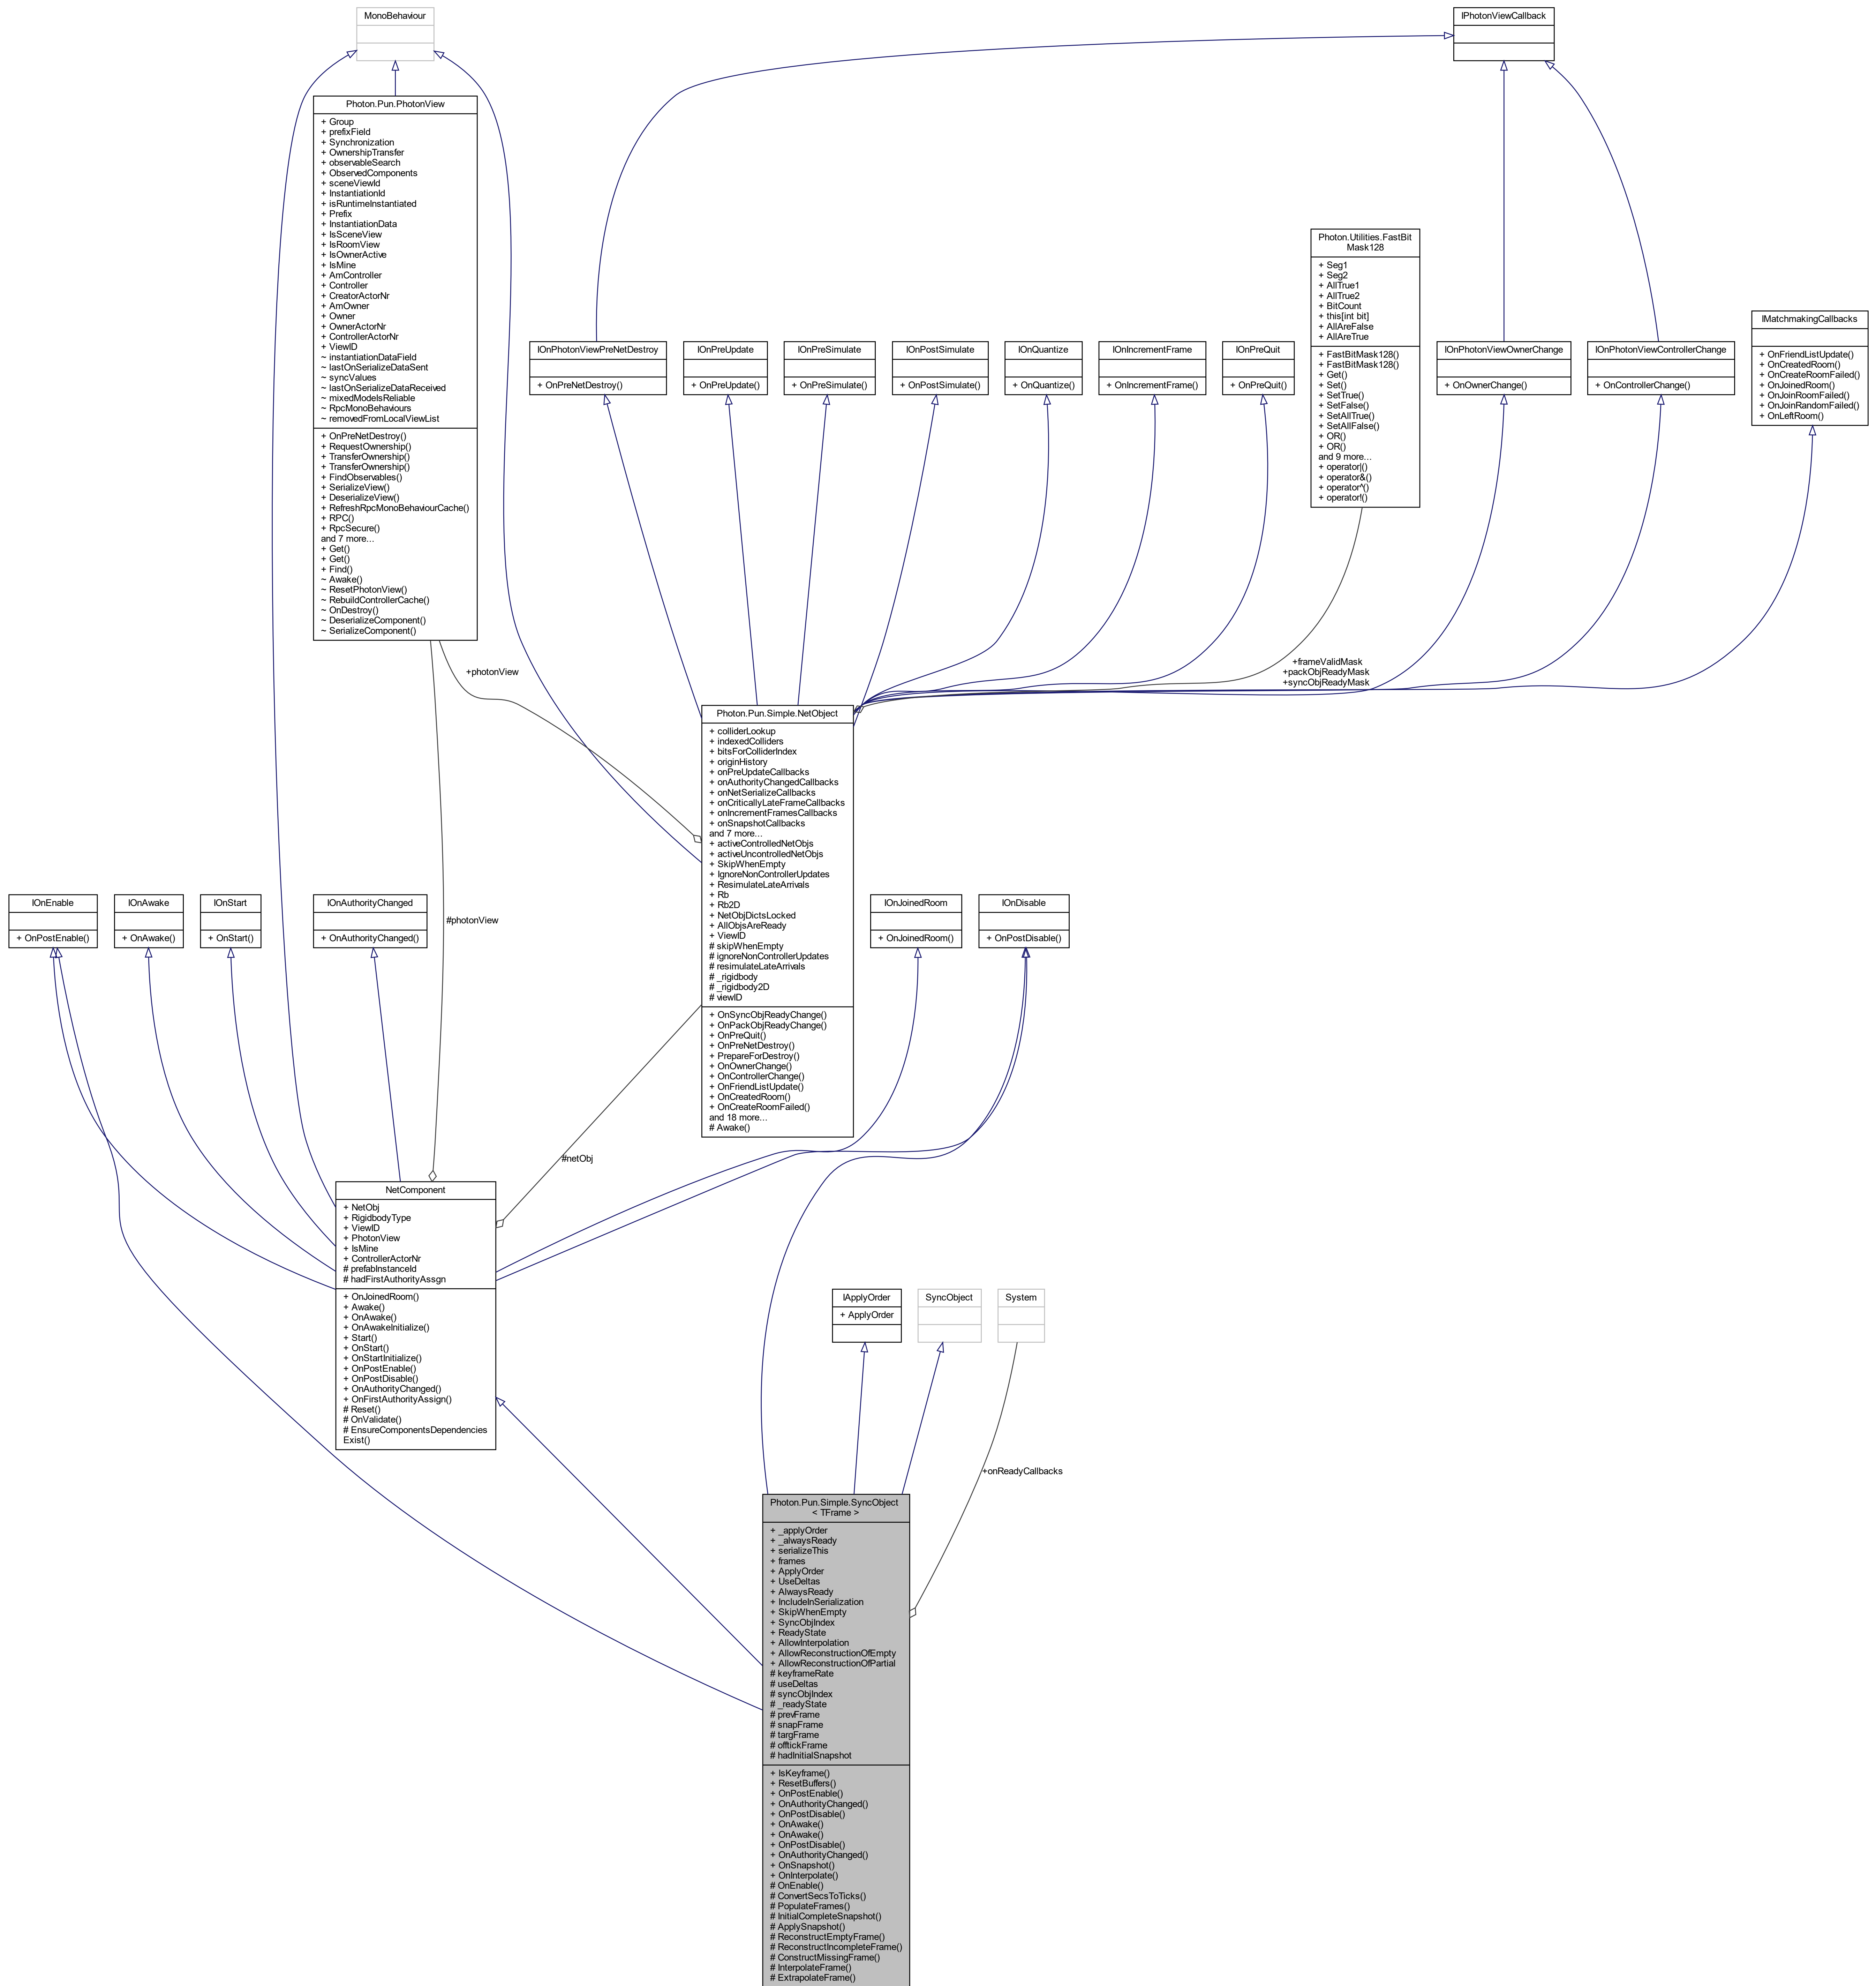 MonoBehaviour
IPhotonViewCallback
Photon.Pun.PhotonView
+ Group
+ prefixField
+ Synchronization
+ OwnershipTransfer
+ observableSearch
+ ObservedComponents
+ sceneViewId
+ InstantiationId
+ isRuntimeInstantiated
+ Prefix
+ InstantiationData
+ IsSceneView
+ IsRoomView
+ IsOwnerActive
+ IsMine
+ AmController
+ Controller
+ CreatorActorNr
+ AmOwner
+ Owner
+ OwnerActorNr
+ ControllerActorNr
+ ViewID
~ instantiationDataField
~ lastOnSerializeDataSent
~ syncValues
~ lastOnSerializeDataReceived
~ mixedModeIsReliable
~ RpcMonoBehaviours
~ removedFromLocalViewList
+ OnPreNetDestroy()
+ RequestOwnership()
+ TransferOwnership()
+ TransferOwnership()
+ FindObservables()
+ SerializeView()
+ DeserializeView()
+ RefreshRpcMonoBehaviourCache()
+ RPC()
+ RpcSecure()
and 7 more...
+ Get()
+ Get()
+ Find()
~ Awake()
~ ResetPhotonView()
~ RebuildControllerCache()
~ OnDestroy()
~ DeserializeComponent()
~ SerializeComponent()
Photon.Utilities.FastBit
Mask128
+ Seg1
+ Seg2
+ AllTrue1
+ AllTrue2
+ BitCount
+ this[int bit]
+ AllAreFalse
+ AllAreTrue
+ FastBitMask128()
+ FastBitMask128()
+ Get()
+ Set()
+ SetTrue()
+ SetFalse()
+ SetAllTrue()
+ SetAllFalse()
+ OR()
+ OR()
and 9 more...
+ operator|()
+ operator&()
+ operator^()
+ operator!()
IMatchmakingCallbacks
+ OnFriendListUpdate()
+ OnCreatedRoom()
+ OnCreateRoomFailed()
+ OnJoinedRoom()
+ OnJoinRoomFailed()
+ OnJoinRandomFailed()
+ OnLeftRoom()
IOnPhotonViewPreNetDestroy
+ OnPreNetDestroy()
IOnPreUpdate
+ OnPreUpdate()
IOnPreSimulate
+ OnPreSimulate()
IOnPostSimulate
+ OnPostSimulate()
IOnQuantize
+ OnQuantize()
IOnIncrementFrame
+ OnIncrementFrame()
IOnPreQuit
+ OnPreQuit()
IOnPhotonViewOwnerChange
+ OnOwnerChange()
IOnPhotonViewControllerChange
+ OnControllerChange()
+photonView
+frameValidMask
+packObjReadyMask
+syncObjReadyMask
Photon.Pun.Simple.NetObject
+ colliderLookup
+ indexedColliders
+ bitsForColliderIndex
+ originHistory
+ onPreUpdateCallbacks
+ onAuthorityChangedCallbacks
+ onNetSerializeCallbacks
+ onCriticallyLateFrameCallbacks
+ onIncrementFramesCallbacks
+ onSnapshotCallbacks
and 7 more...
+ activeControlledNetObjs
+ activeUncontrolledNetObjs
+ SkipWhenEmpty
+ IgnoreNonControllerUpdates
+ ResimulateLateArrivals
+ Rb
+ Rb2D
+ NetObjDictsLocked
+ AllObjsAreReady
+ ViewID
# skipWhenEmpty
# ignoreNonControllerUpdates
# resimulateLateArrivals
# _rigidbody
# _rigidbody2D
# viewID
+ OnSyncObjReadyChange()
+ OnPackObjReadyChange()
+ OnPreQuit()
+ OnPreNetDestroy()
+ PrepareForDestroy()
+ OnOwnerChange()
+ OnControllerChange()
+ OnFriendListUpdate()
+ OnCreatedRoom()
+ OnCreateRoomFailed()
and 18 more...
# Awake()
IOnEnable
+ OnPostEnable()
IOnAwake
+ OnAwake()
IOnStart
+ OnStart()
IOnAuthorityChanged
+ OnAuthorityChanged()
#photonView
IOnJoinedRoom
+ OnJoinedRoom()
IOnDisable
+ OnPostDisable()
#netObj
NetComponent
+ NetObj
+ RigidbodyType
+ ViewID
+ PhotonView
+ IsMine
+ ControllerActorNr
# prefabInstanceId
# hadFirstAuthorityAssgn
+ OnJoinedRoom()
+ Awake()
+ OnAwake()
+ OnAwakeInitialize()
+ Start()
+ OnStart()
+ OnStartInitialize()
+ OnPostEnable()
+ OnPostDisable()
+ OnAuthorityChanged()
+ OnFirstAuthorityAssign()
# Reset()
# OnValidate()
# EnsureComponentsDependencies
Exist()
IApplyOrder
+ ApplyOrder
SyncObject
System
+onReadyCallbacks
Photon.Pun.Simple.SyncObject
< TFrame >
+ _applyOrder
+ _alwaysReady
+ serializeThis
+ frames
+ ApplyOrder
+ UseDeltas
+ AlwaysReady
+ IncludeInSerialization
+ SkipWhenEmpty
+ SyncObjIndex
+ ReadyState
+ AllowInterpolation
+ AllowReconstructionOfEmpty
+ AllowReconstructionOfPartial
# keyframeRate
# useDeltas
# syncObjIndex
# _readyState
# prevFrame
# snapFrame
# targFrame
# offtickFrame
# hadInitialSnapshot
+ IsKeyframe()
+ ResetBuffers()
+ OnPostEnable()
+ OnAuthorityChanged()
+ OnPostDisable()
+ OnAwake()
+ OnAwake()
+ OnPostDisable()
+ OnAuthorityChanged()
+ OnSnapshot()
+ OnInterpolate()
# OnEnable()
# ConvertSecsToTicks()
# PopulateFrames()
# InitialCompleteSnapshot()
# ApplySnapshot()
# ReconstructEmptyFrame()
# ReconstructIncompleteFrame()
# ConstructMissingFrame()
# InterpolateFrame()
# ExtrapolateFrame()